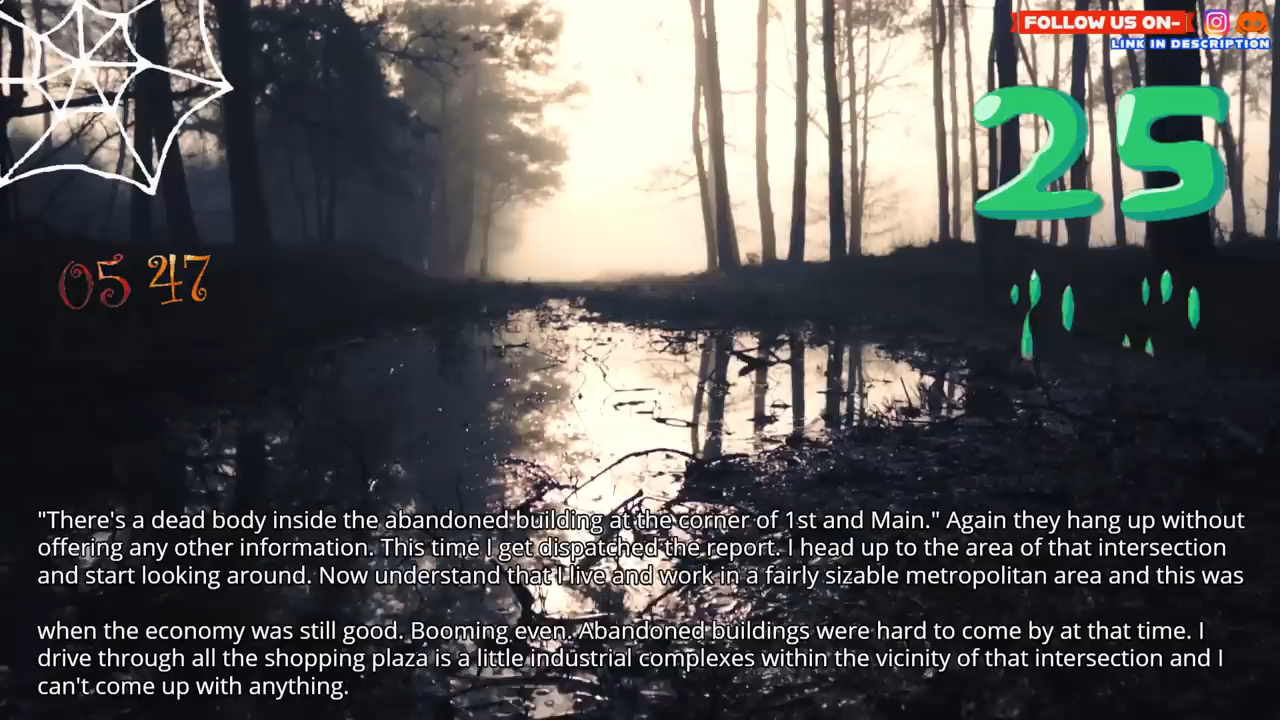 FOLLOW US ON-
LINK IN DESCRIPTION
25
05 47
"There's a dead body inside the abandoned building at the corner of 1st and Main." Again they hang up without
offering any other information. This time I get dispatched the report. I head up to the area of that intersection
and start looking around. Now understand that I live and work in a fairly sizable metropolitan area and this was
when the economy was still good. Booming even. Abandoned buildings were hard to come by at that time. I
drive through all the shopping plaza is a little industrial complexes within the vicinity of that intersection and I
can't come up with anything.